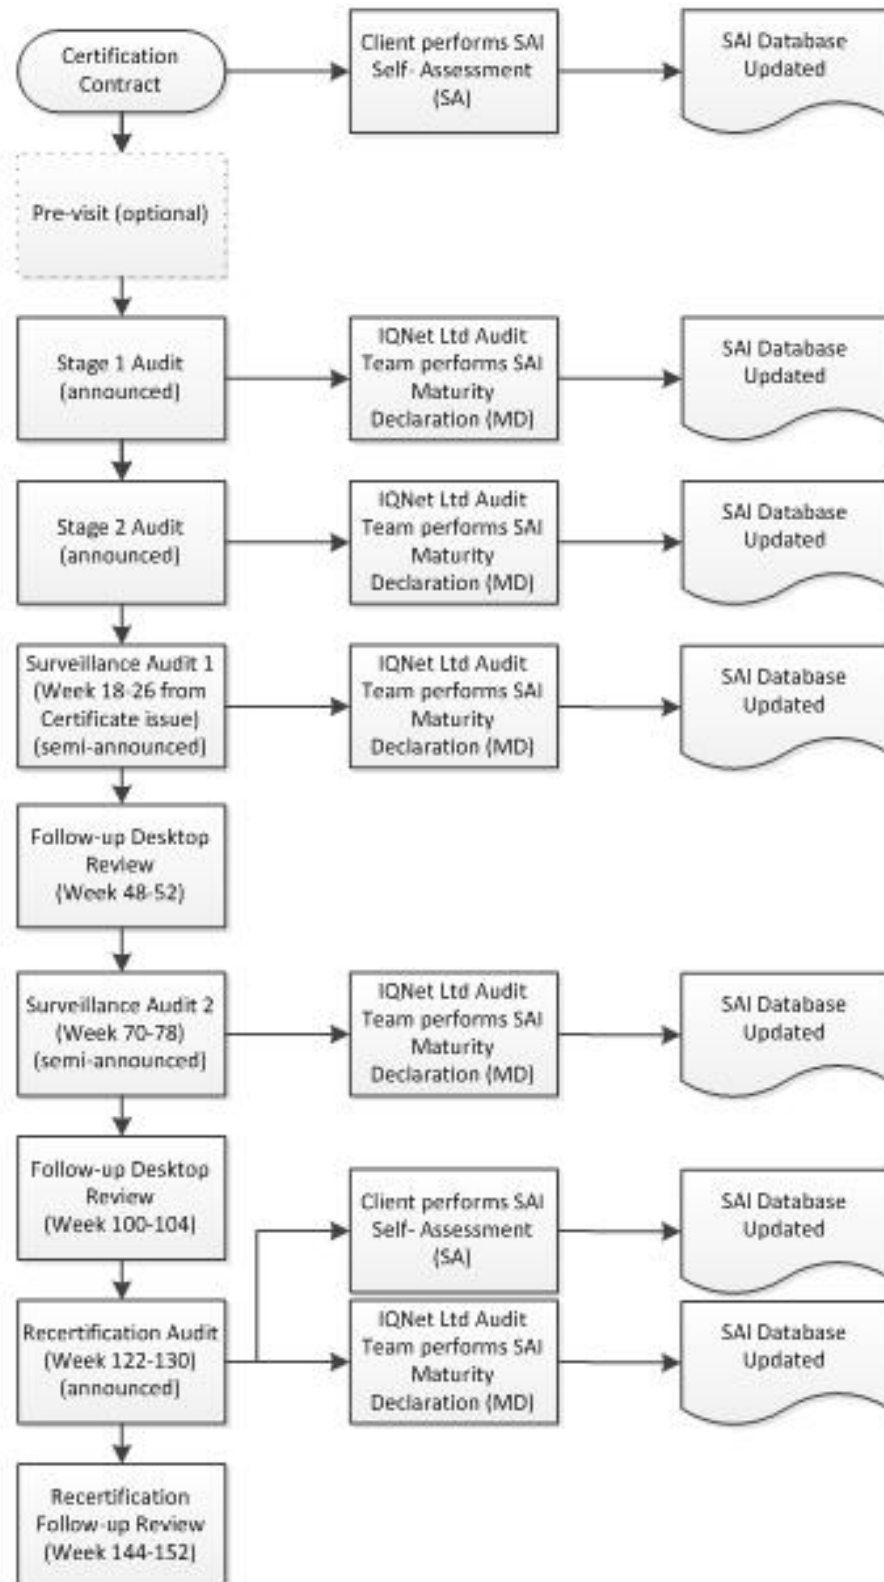 Certification
Contract
Client performs SAI
Self- Assessment
(SA)
SAI Database
Updated
Pre-visit (optional)
Stage 1 Audit
(announced)
IQNet Ltd Audit
Team performs SAI
Maturity
Declaration (MD)
SAI Database
Updated
Stage 2 Audit
(announced)
IQNet Ltd Audit
Team performs SAI
Maturity
Declaration (MD)
SAI Database
Updated
Surveillance Audit 1
(Week 18-26 from
Certificate issue)
(semi-announced)
IQNet Ltd Audit
Team performs SAI
Maturity
Declaration (MD)
SAI Database
Updated
Follow-up Desktop
Review
(Week 48-52)
Surveillance Audit 2
(Week 70-78)
(semi-announced)
IQNet Ltd Audit
Team performs SAI
Maturity
Declaration (MD)
SAI Database
Updated
Follow-up Desktop
Review
(Week 100-104)
Client performs SAI
Self- Assessment
(SA)
SAI Database
Updated
Recertification Audit
(Week 122-130)
(announced)
IQNet Ltd Audit
Team performs SAI
Maturity
Declaration (MD)
SAI Database
Updated
Recertification
Follow-up Review
(Week 144-152)